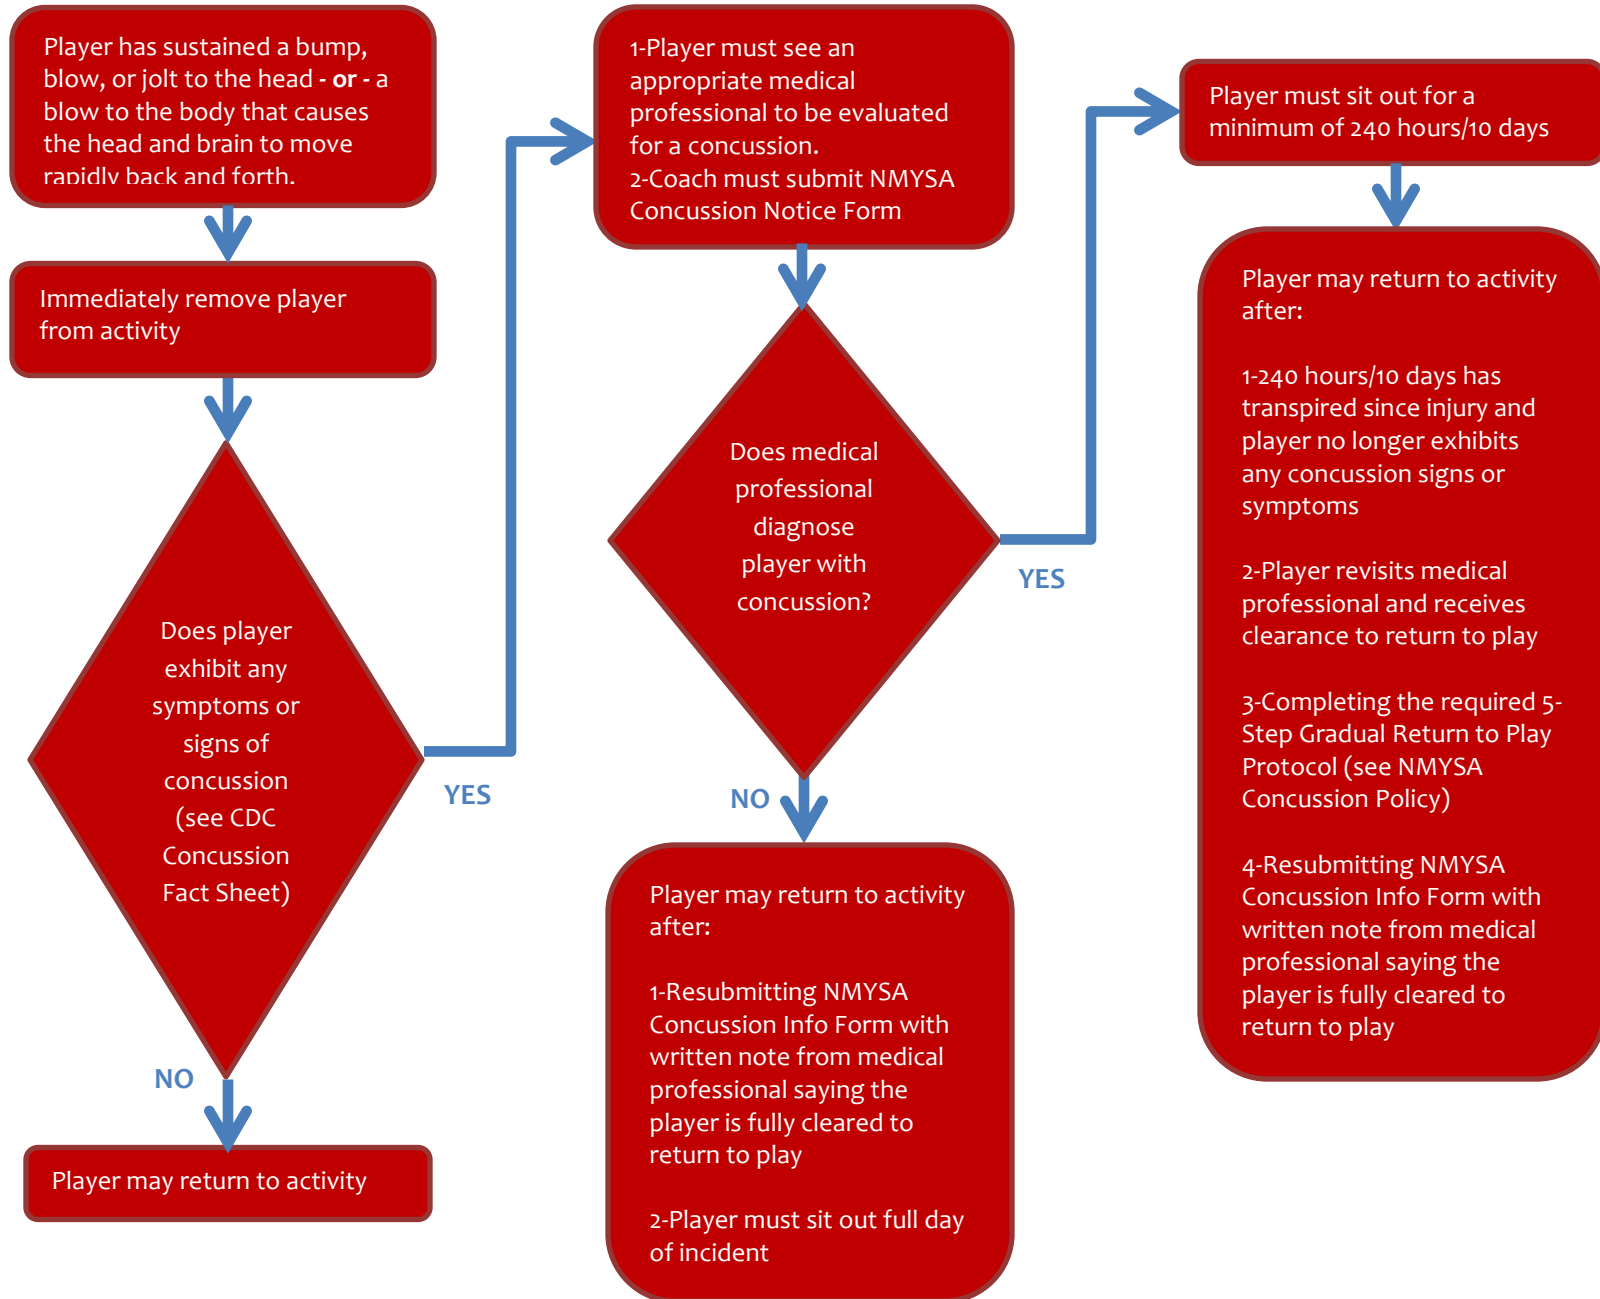 Player has sustained a bump,
blow, or jolt to the head - or - a
blow to the body that causes
the head and brain to move
rapidly back and forth.
Immediately remove player
from activity
Does player
exhibit any
symptoms or
signs of
concussion
(see CDC
Concussion
Fact Sheet)
YES
NO
Player may return to activity
1-Player must see an
appropriate medical
professional to be evaluated
for a concussion.
2-Coach must submit NMYSA
Concussion Notice Form
Does medical
professional
diagnose
player with
concussion?
YES
NO
Player may return to activity
after:
1-Resubmitting NMYSA
Concussion Info Form with
written note from medical
professional saying the
player is fully cleared to
return to play
2-Player must sit out full day
of incident
Player must sit out for a
minimum of 240 hours/10 days
Player may return to activity
after:
1-240 hours/10 days has
transpired since injury and
player no longer exhibits
any concussion signs or
symptoms
2-Player revisits medical
professional and receives
clearance to return to play
3-Completing the required 5-
Step Gradual Return to Play
Protocol (see NMYSA
Concussion Policy)
4-Resubmitting NMYSA
Concussion Info Form with
written note from medical
professional saying the
player is fully cleared to
return to play